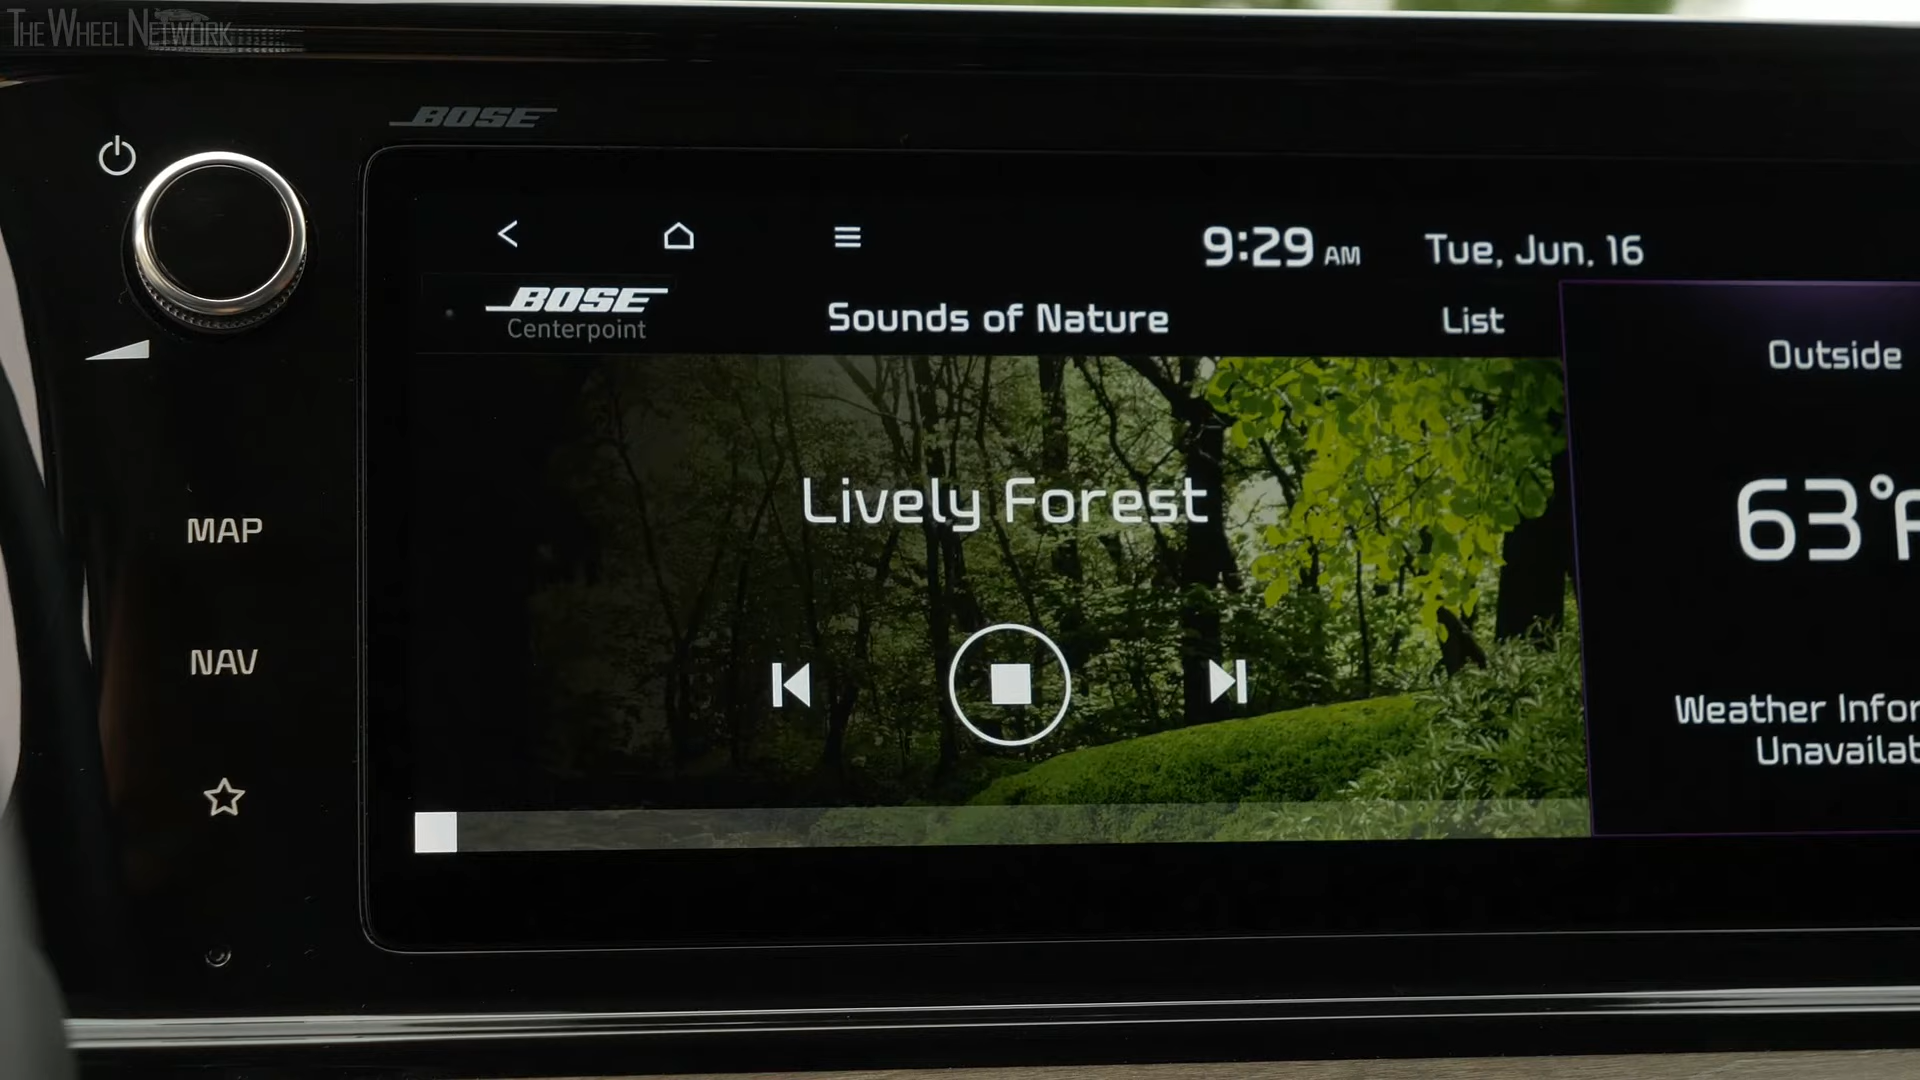 THE WHEEL NETWORK
BOSE
9:29 AM
Tue, Jun. 16
BOSE
Centerpoint
Sounds of Nature
List
Outside
Lively Forest
63°F
MAP
NAV
Weather